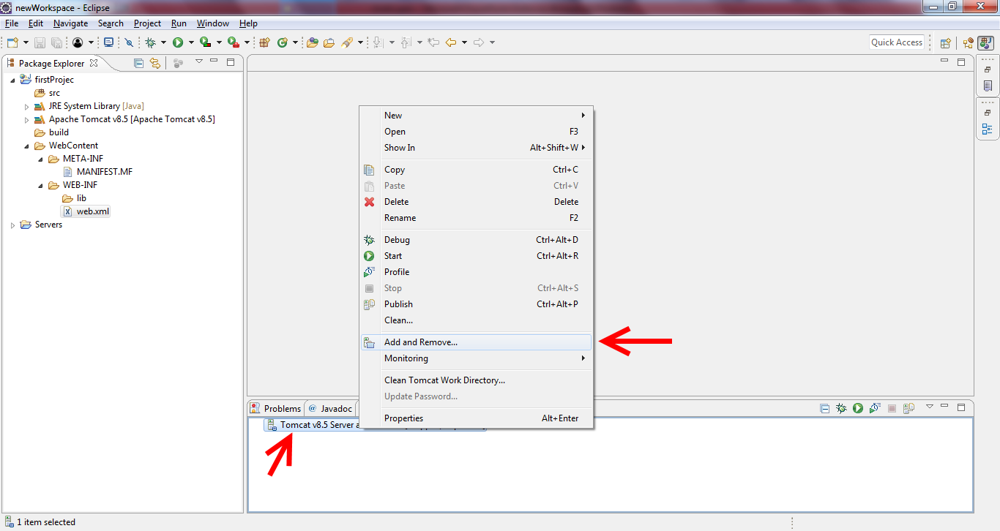 newWorkspace - Eclipse
File Edit Navigate Search Project Run Window Help
Quick Access
Package Explorer
firstProjec
src
JRE System Library [Java]
Apache Tomcat v8.5 [Apache Tomcat v8.5]
build
WebContent
META-INF
MANIFEST.MF
WEB-INF
lib
web.xml
Servers
New
Open F3
Show In Alt+Shift+W
Copy Ctrl+C
Paste Ctrl+V
Delete Delete
Rename F2
Debug Ctrl+Alt+D
Start Ctrl+Alt+R
Profile
Stop Ctrl+Alt+S
Publish Ctrl+Alt+P
Clean...
Add and Remove...
Monitoring
Clean Tomcat Work Directory...
Update Password...
Properties Alt+Enter
Problems @ Javadoc
Tomcat v8.5 Server
1 item selected